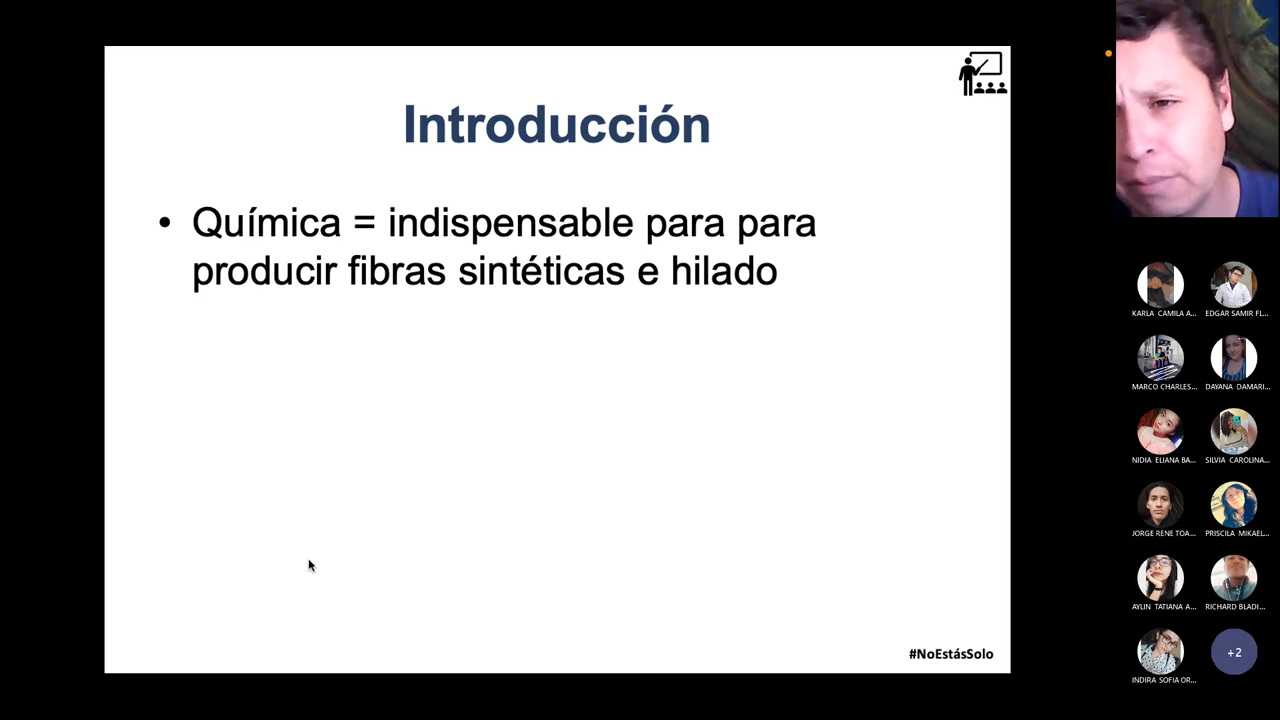 Introducción
• Química = indispensable para para
producir fibras sintéticas e hilado
#NoEstásSolo
KARLA CAMILA A...
EDGAR SAMIR FL...
MARCO CHARLES...
DAYANA DAMARI...
NIDIA ELIANA BA...
SILVIA CAROLINA...
JORGE RENE TOA...
PRISCILA MIKAEL...
AYLIN TATIANA A...
RICHARD BLADI...
INDIRA SOFIA OR...
+2